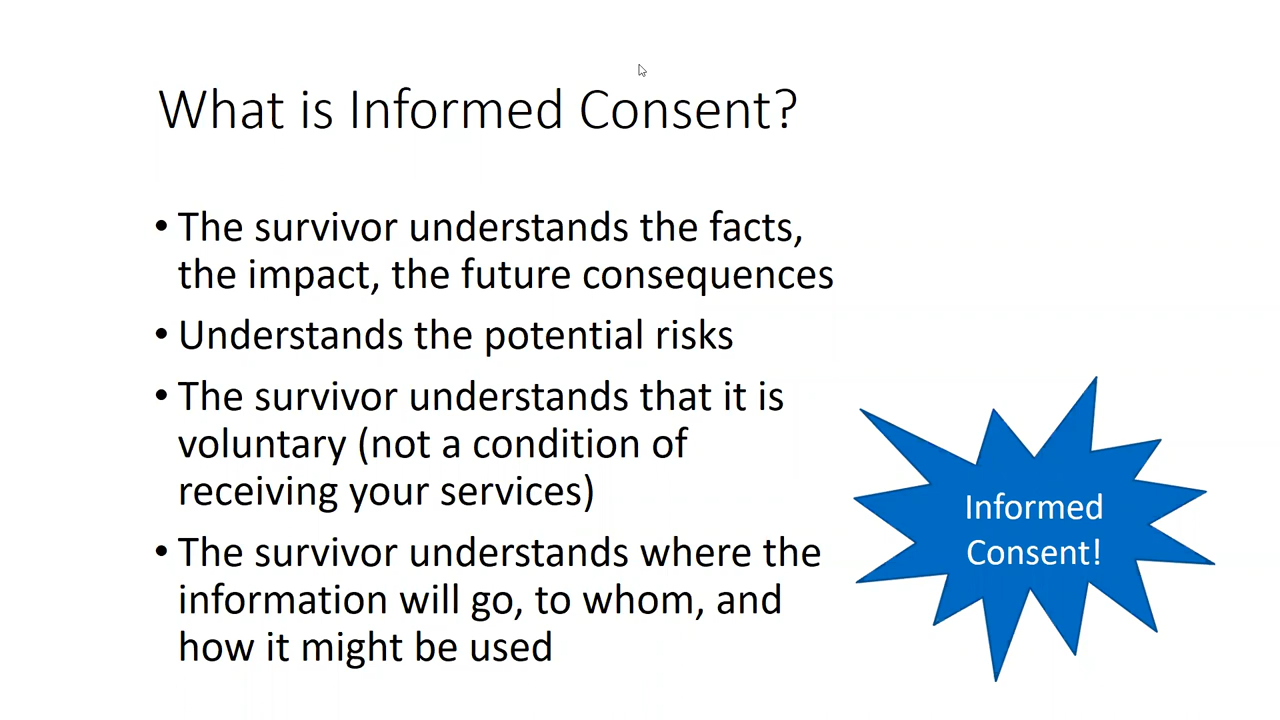 What is Informed Consent?
• The survivor understands the facts,
the impact, the future consequences
• Understands the potential risks
• The survivor understands that it is
voluntary (not a condition of
receiving your services)
• The survivor understands where the
information will go, to whom, and
how it might be used
Informed
Consent!